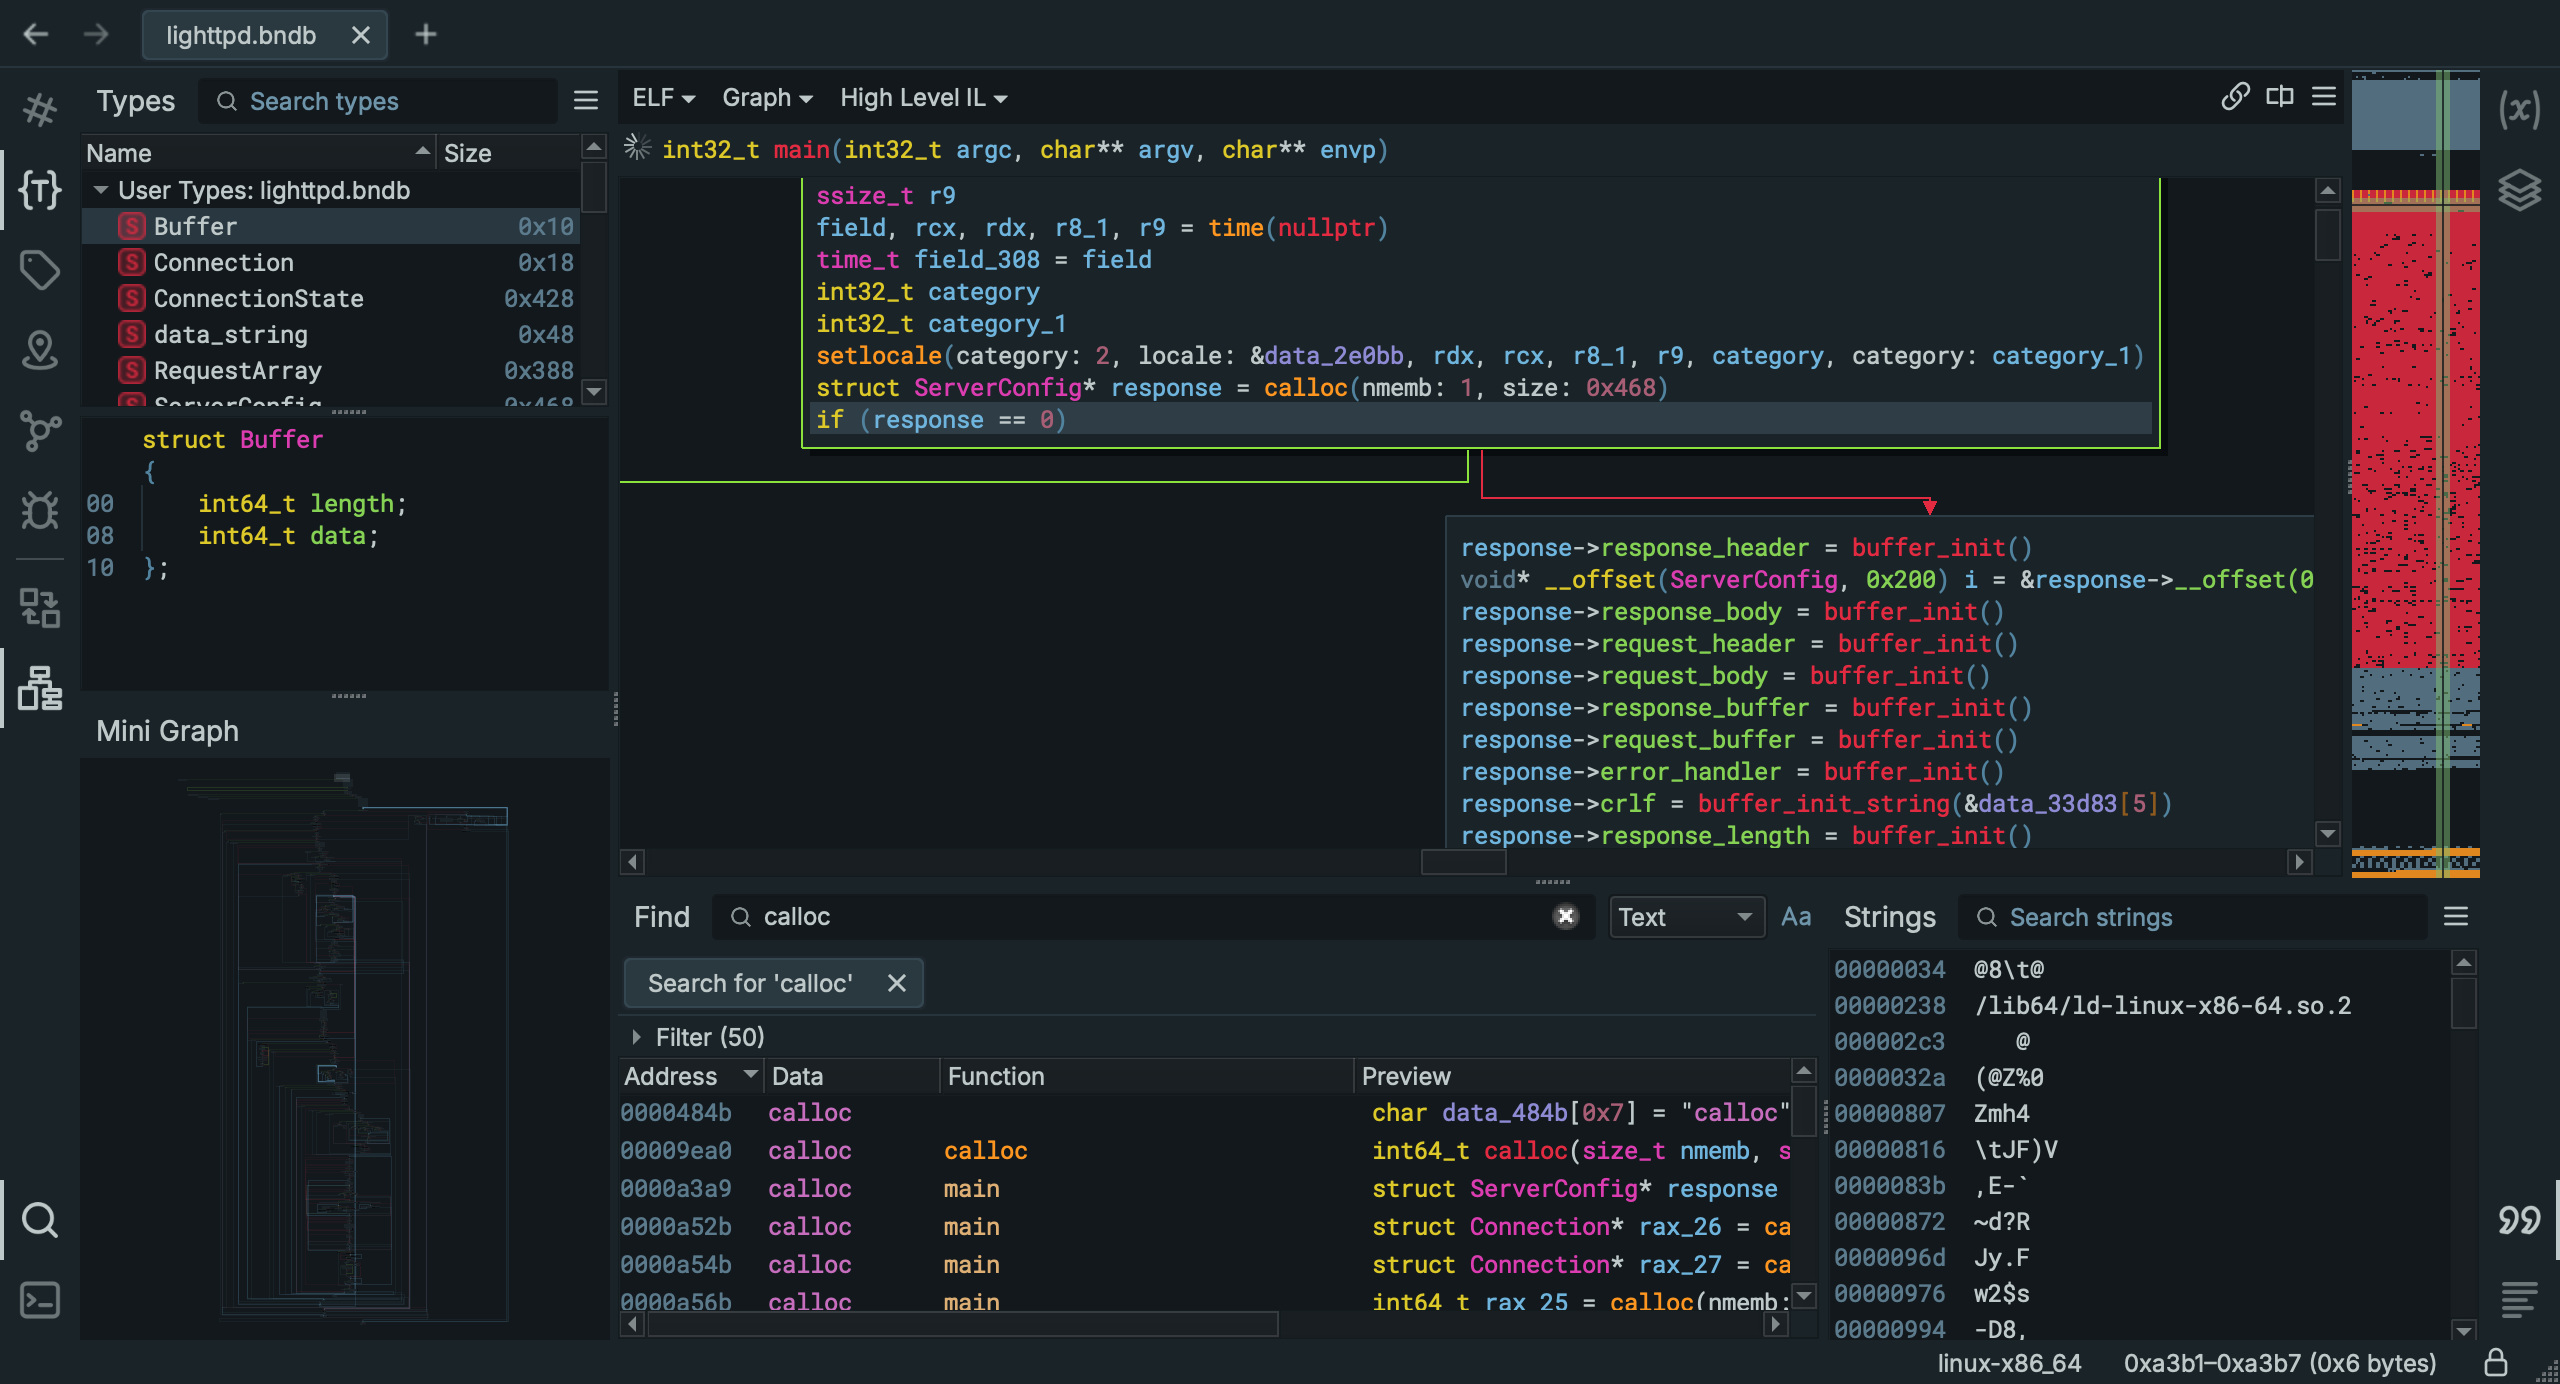 lighttpd.bndb
Types
Search types
Name Size
User Types: lighttpd.bndb
S Buffer 0x10
S Connection 0x18
S ConnectionState 0x428
S data_string 0x48
S RequestArray 0x388
S ServerConfig 0x468
struct Buffer
{
00 int64_t length;
08 int64_t data;
10 };
Mini Graph
ELF Graph High Level IL
int32_t main(int32_t argc, char** argv, char** envp)
ssize_t r9
field, rcx, rdx, r8_1, r9 = time(nullptr)
time_t field_308 = field
int32_t category
int32_t category_1
setlocale(category: 2, locale: &data_2e0bb, rdx, rcx, r8_1, r9, category, category: category_1)
struct ServerConfig* response = calloc(nmemb: 1, size: 0x468)
if (response == 0)
response->response_header = buffer_init()
void* __offset(ServerConfig, 0x200) i = &response->__offset(0
response->response_body = buffer_init()
response->request_header = buffer_init()
response->request_body = buffer_init()
response->response_buffer = buffer_init()
response->request_buffer = buffer_init()
response->error_handler = buffer_init()
response->crlf = buffer_init_string(&data_33d83[5])
response->response_length = buffer_init()
Find
calloc
Text
Aa
Search for 'calloc'
Filter (50)
Address Data Function Preview
0000484b calloc char data_484b[0x7] = "calloc"
00009ea0 calloc calloc int64_t calloc(size_t nmemb, s
0000a3a9 calloc main struct ServerConfig* response
0000a52b calloc main struct Connection* rax_26 = ca
0000a54b calloc main struct Connection* rax_27 = ca
0000a56b calloc main int64_t rax_25 = calloc(nmemb:
Strings
Search strings
00000034 @8\t@
00000238 /lib64/ld-linux-x86-64.so.2
000002c3 @
0000032a (@Z%0
00000807 Zmh4
00000816 \tJF)V
0000083b ,E-`
00000872 ~d?R
0000096d Jy.F
00000976 w2$s
00000994 -D8,
linux-x86_64 0xa3b1–0xa3b7 (0x6 bytes)